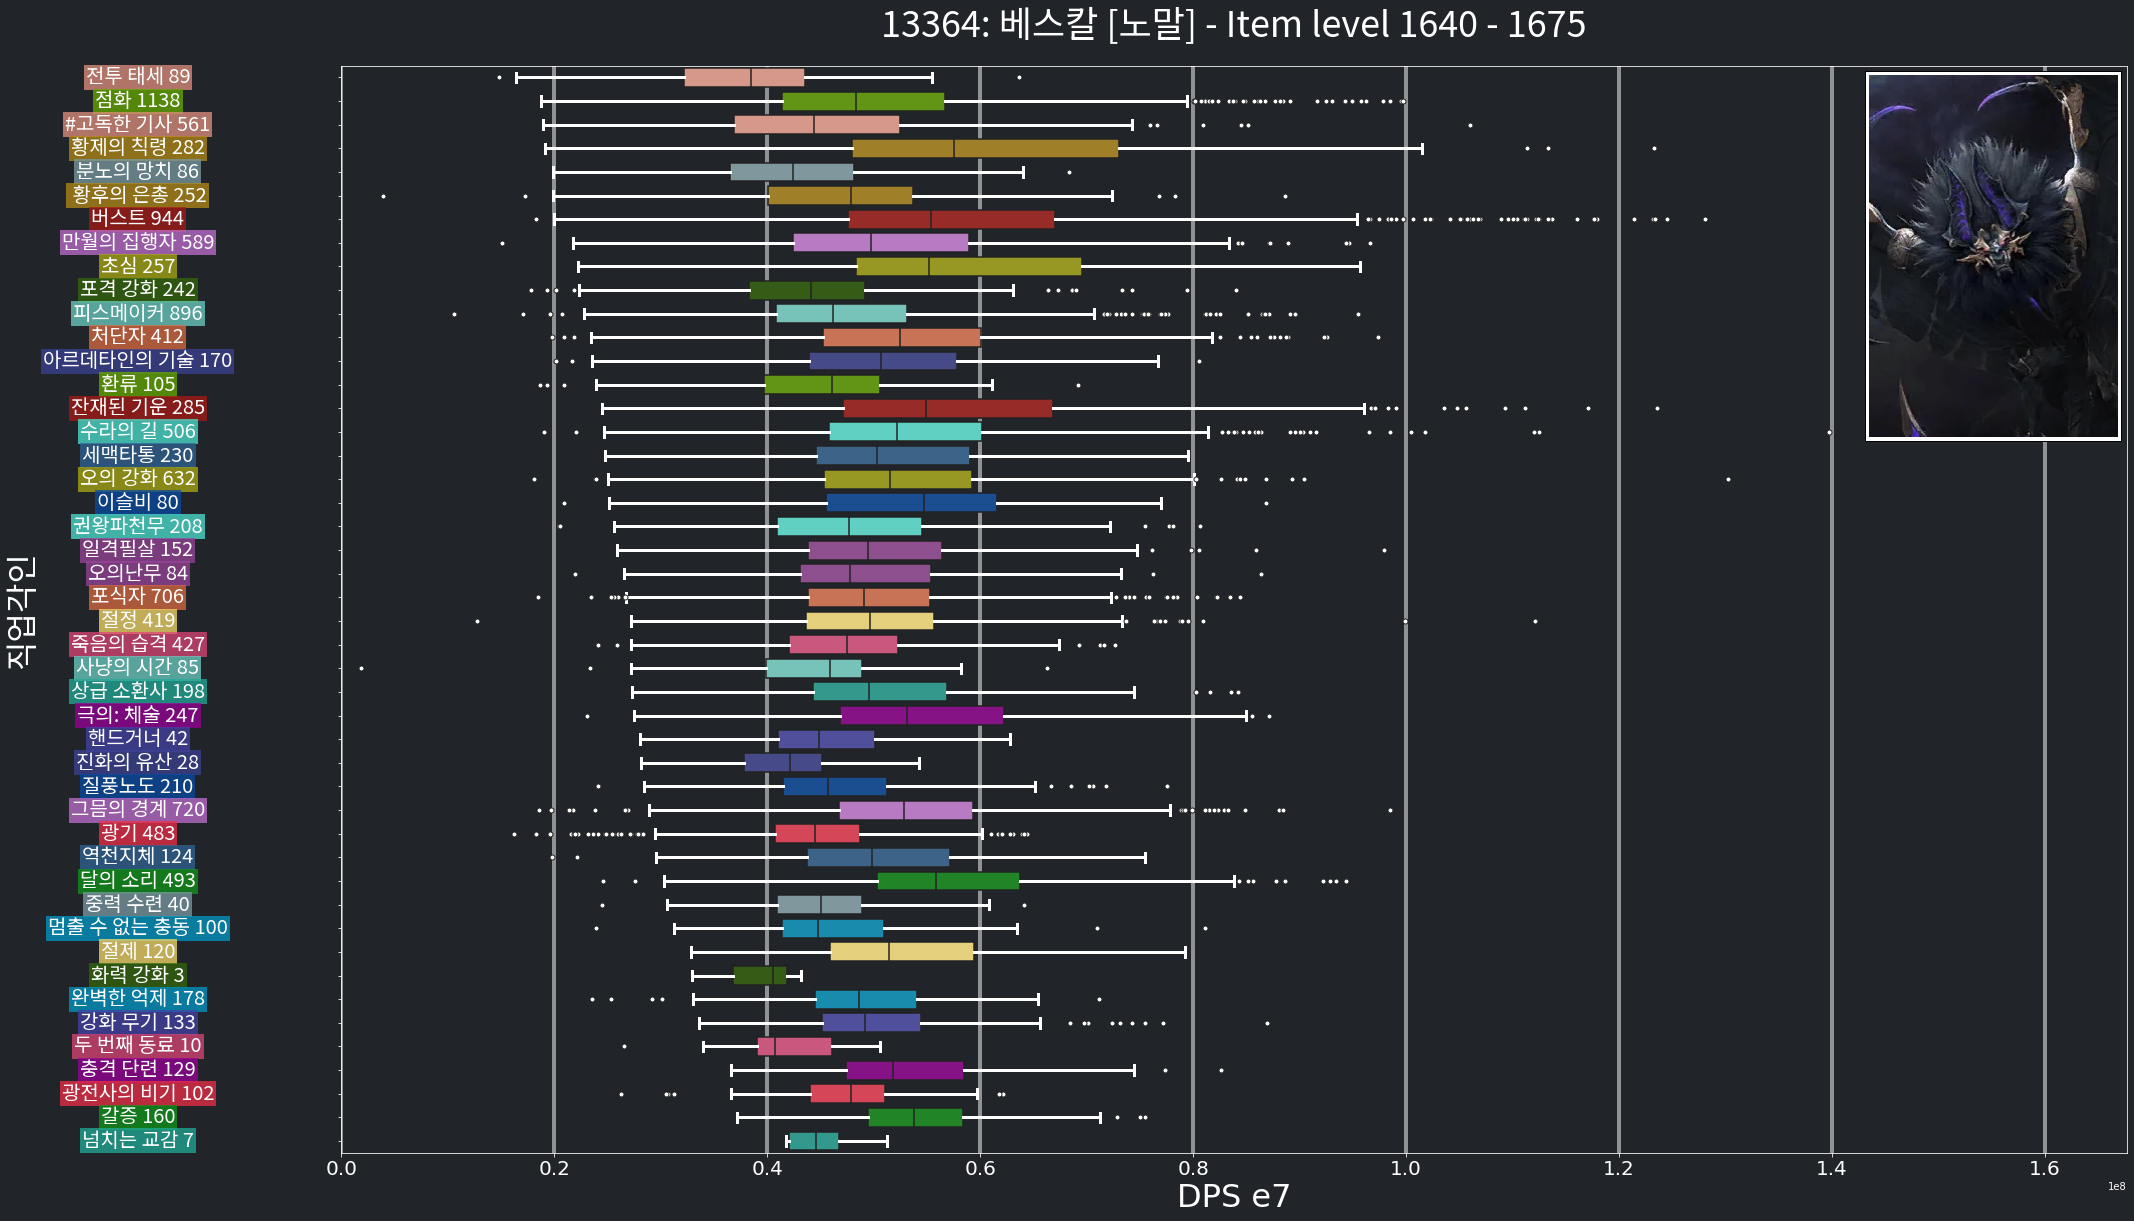 13364: 베스칼 [노말] - Item level 1640 - 1675
전투 태세 89
점화 1138
#고독한 기사 561
황제의 칙령 282
분노의 망치 86
황후의 은총 252
버스트 944
만월의 집행자 589
초심 257
포격 강화 242
피스메이커 896
처단자 412
아르데타인의 기술 170
환류 105
잔재된 기운 285
수라의 길 506
세맥타통 230
오의 강화 632
이슬비 80
권왕파천무 208
일격필살 152
오의난무 84
포식자 706
절정 419
죽음의 습격 427
사냥의 시간 85
상급 소환사 198
극의: 체술 247
핸드거너 42
진화의 유산 28
질풍노도 210
그믐의 경계 720
광기 483
역천지체 124
달의 소리 493
중력 수련 40
멈출 수 없는 충동 100
절제 120
화력 강화 3
완벽한 억제 178
강화 무기 133
두 번째 동료 10
충격 단련 129
광전사의 비기 102
갈증 160
넘치는 교감 7
직업각인
0.0 0.2 0.4 0.6 0.8 1.0 1.2 1.4 1.6
DPS e7
1e8